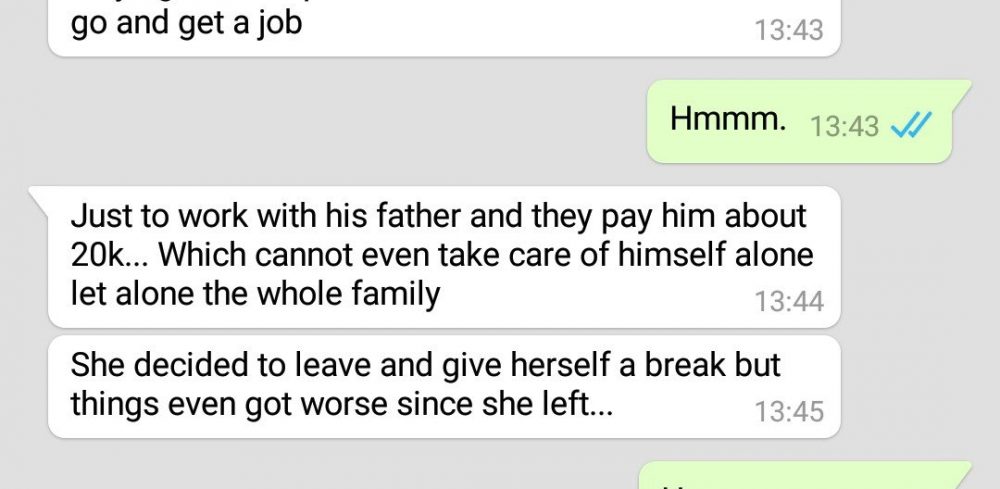 go and get a job
13:43
Hmmm. 13:43
Just to work with his father and they pay him about
20k... Which cannot even take care of himself alone
let alone the whole family
13:44
She decided to leave and give herself a break but
things even got worse since she left...
13:45